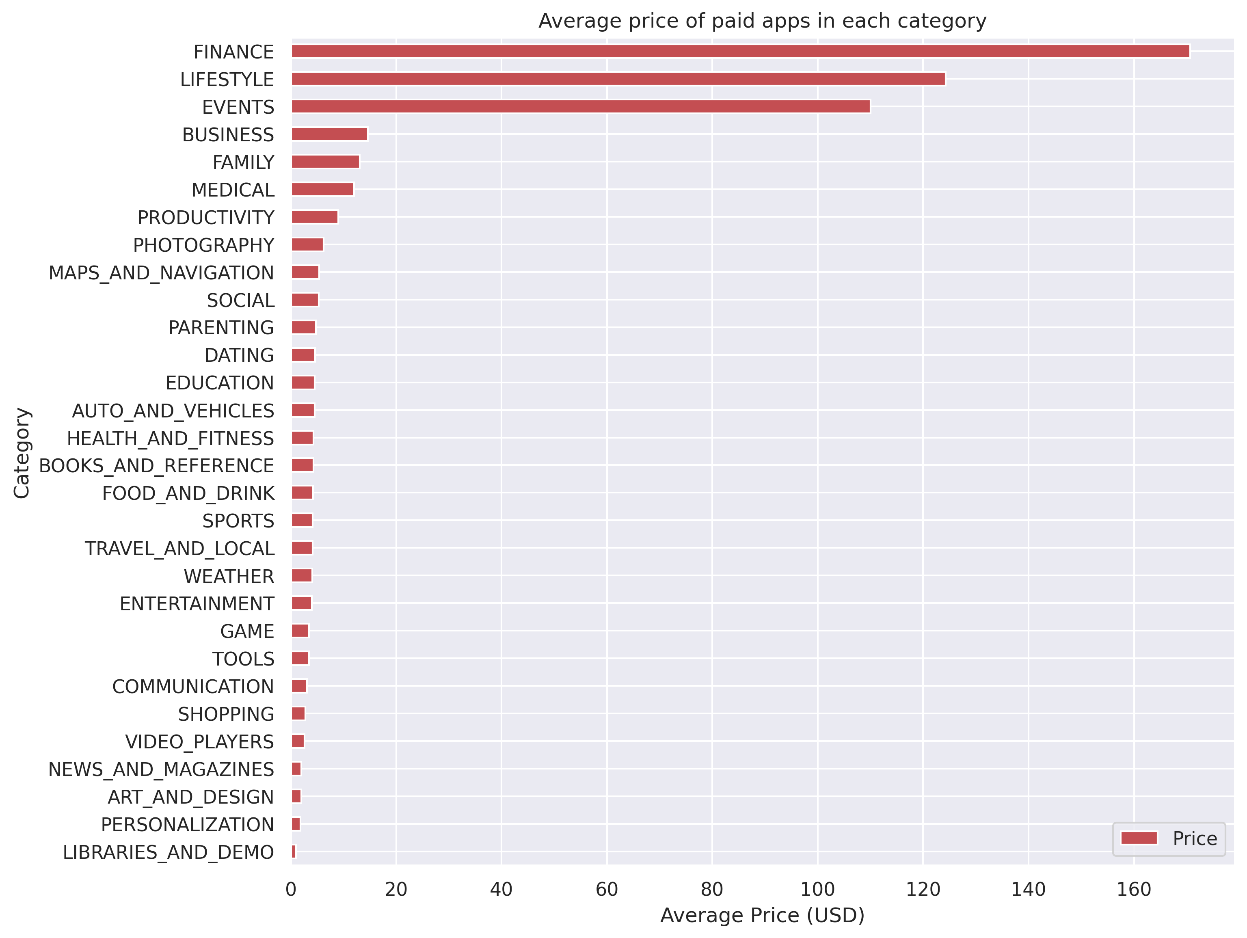 Average price of paid apps in each category
FINANCE
LIFESTYLE
EVENTS
BUSINESS
FAMILY
MEDICAL
PRODUCTIVITY
PHOTOGRAPHY
MAPS_AND_NAVIGATION
SOCIAL
PARENTING
DATING
EDUCATION
AUTO_AND_VEHICLES
HEALTH_AND_FITNESS
BOOKS_AND_REFERENCE
FOOD_AND_DRINK
SPORTS
TRAVEL_AND_LOCAL
WEATHER
ENTERTAINMENT
GAME
TOOLS
COMMUNICATION
SHOPPING
VIDEO_PLAYERS
NEWS_AND_MAGAZINES
ART_AND_DESIGN
PERSONALIZATION
LIBRARIES_AND_DEMO
Category
Price
0 20 40 60 80 100 120 140 160
Average Price (USD)